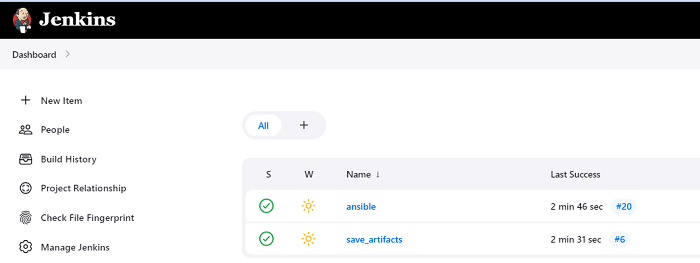 Jenkins
Dashboard
New Item
People
Build History
Project Relationship
Check File Fingerprint
Manage Jenkins
All +
S W Name ↓ Last Success
ansible 2 min 46 sec #20
save_artifacts 2 min 31 sec #6